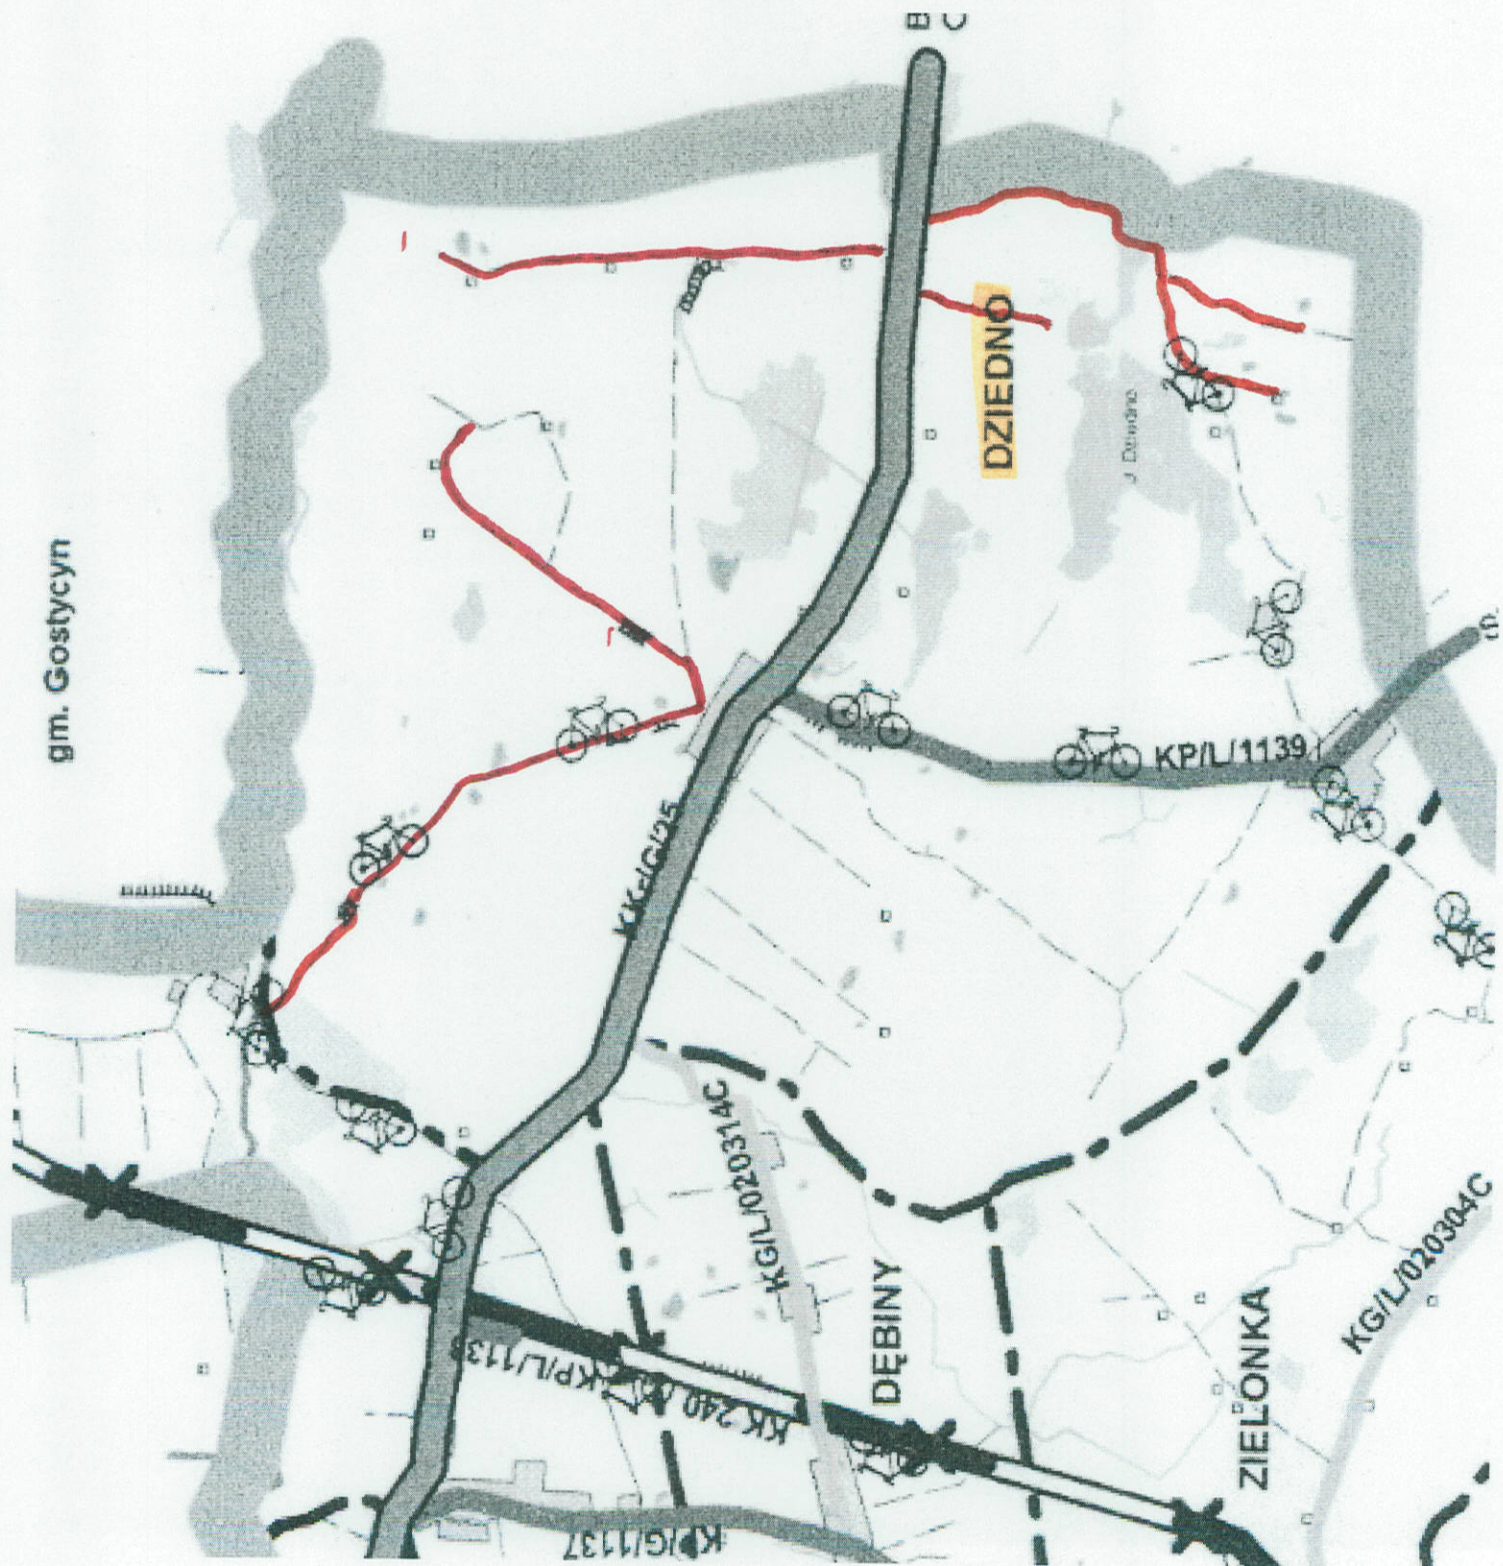 gm. Gostycyn
B
C
DZIEDNO
J. Dziedno
KP/L/1139
KK/G/25
KG/L/020314C
KP/L/1138
KK 240
DĘBINY
KG/L/020304C
ZIELONKA
KP/G/1137